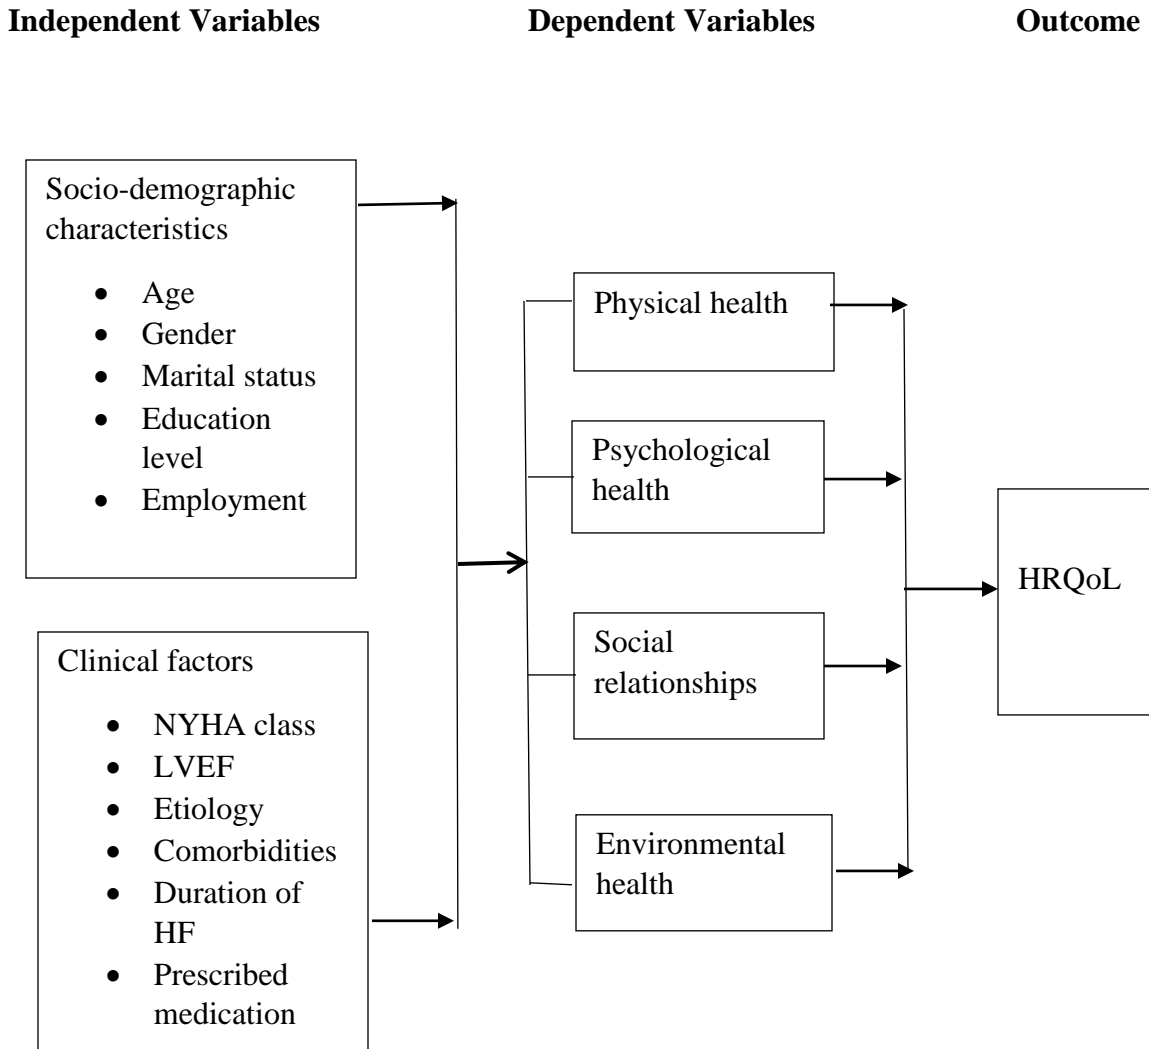 Independent Variables
Dependent Variables
Outcome
Socio-demographic
characteristics
• Age
• Gender
• Marital status
• Education
level
• Employment
Clinical factors
• NYHA class
• LVEF
• Etiology
• Comorbidities
• Duration of
HF
• Prescribed
medication
Physical health
Psychological
health
Social
relationships
Environmental
health
HRQoL